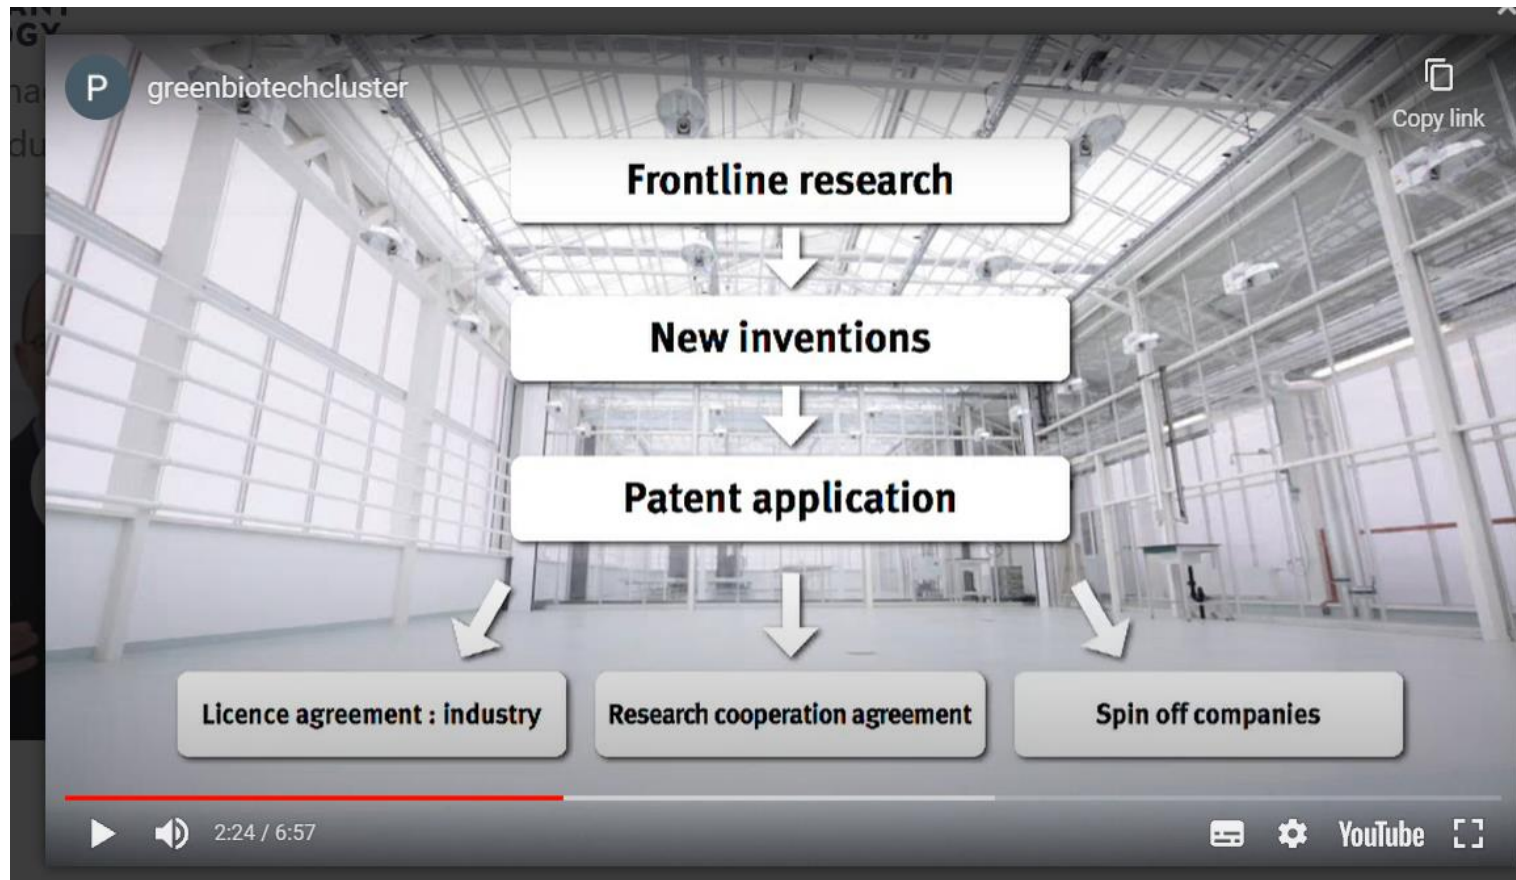 P
greenbiotechcluster
Copy link
Frontline research
New inventions
Patent application
Licence agreement : industry
Research cooperation agreement
Spin off companies
2:24 / 6:57
YouTube